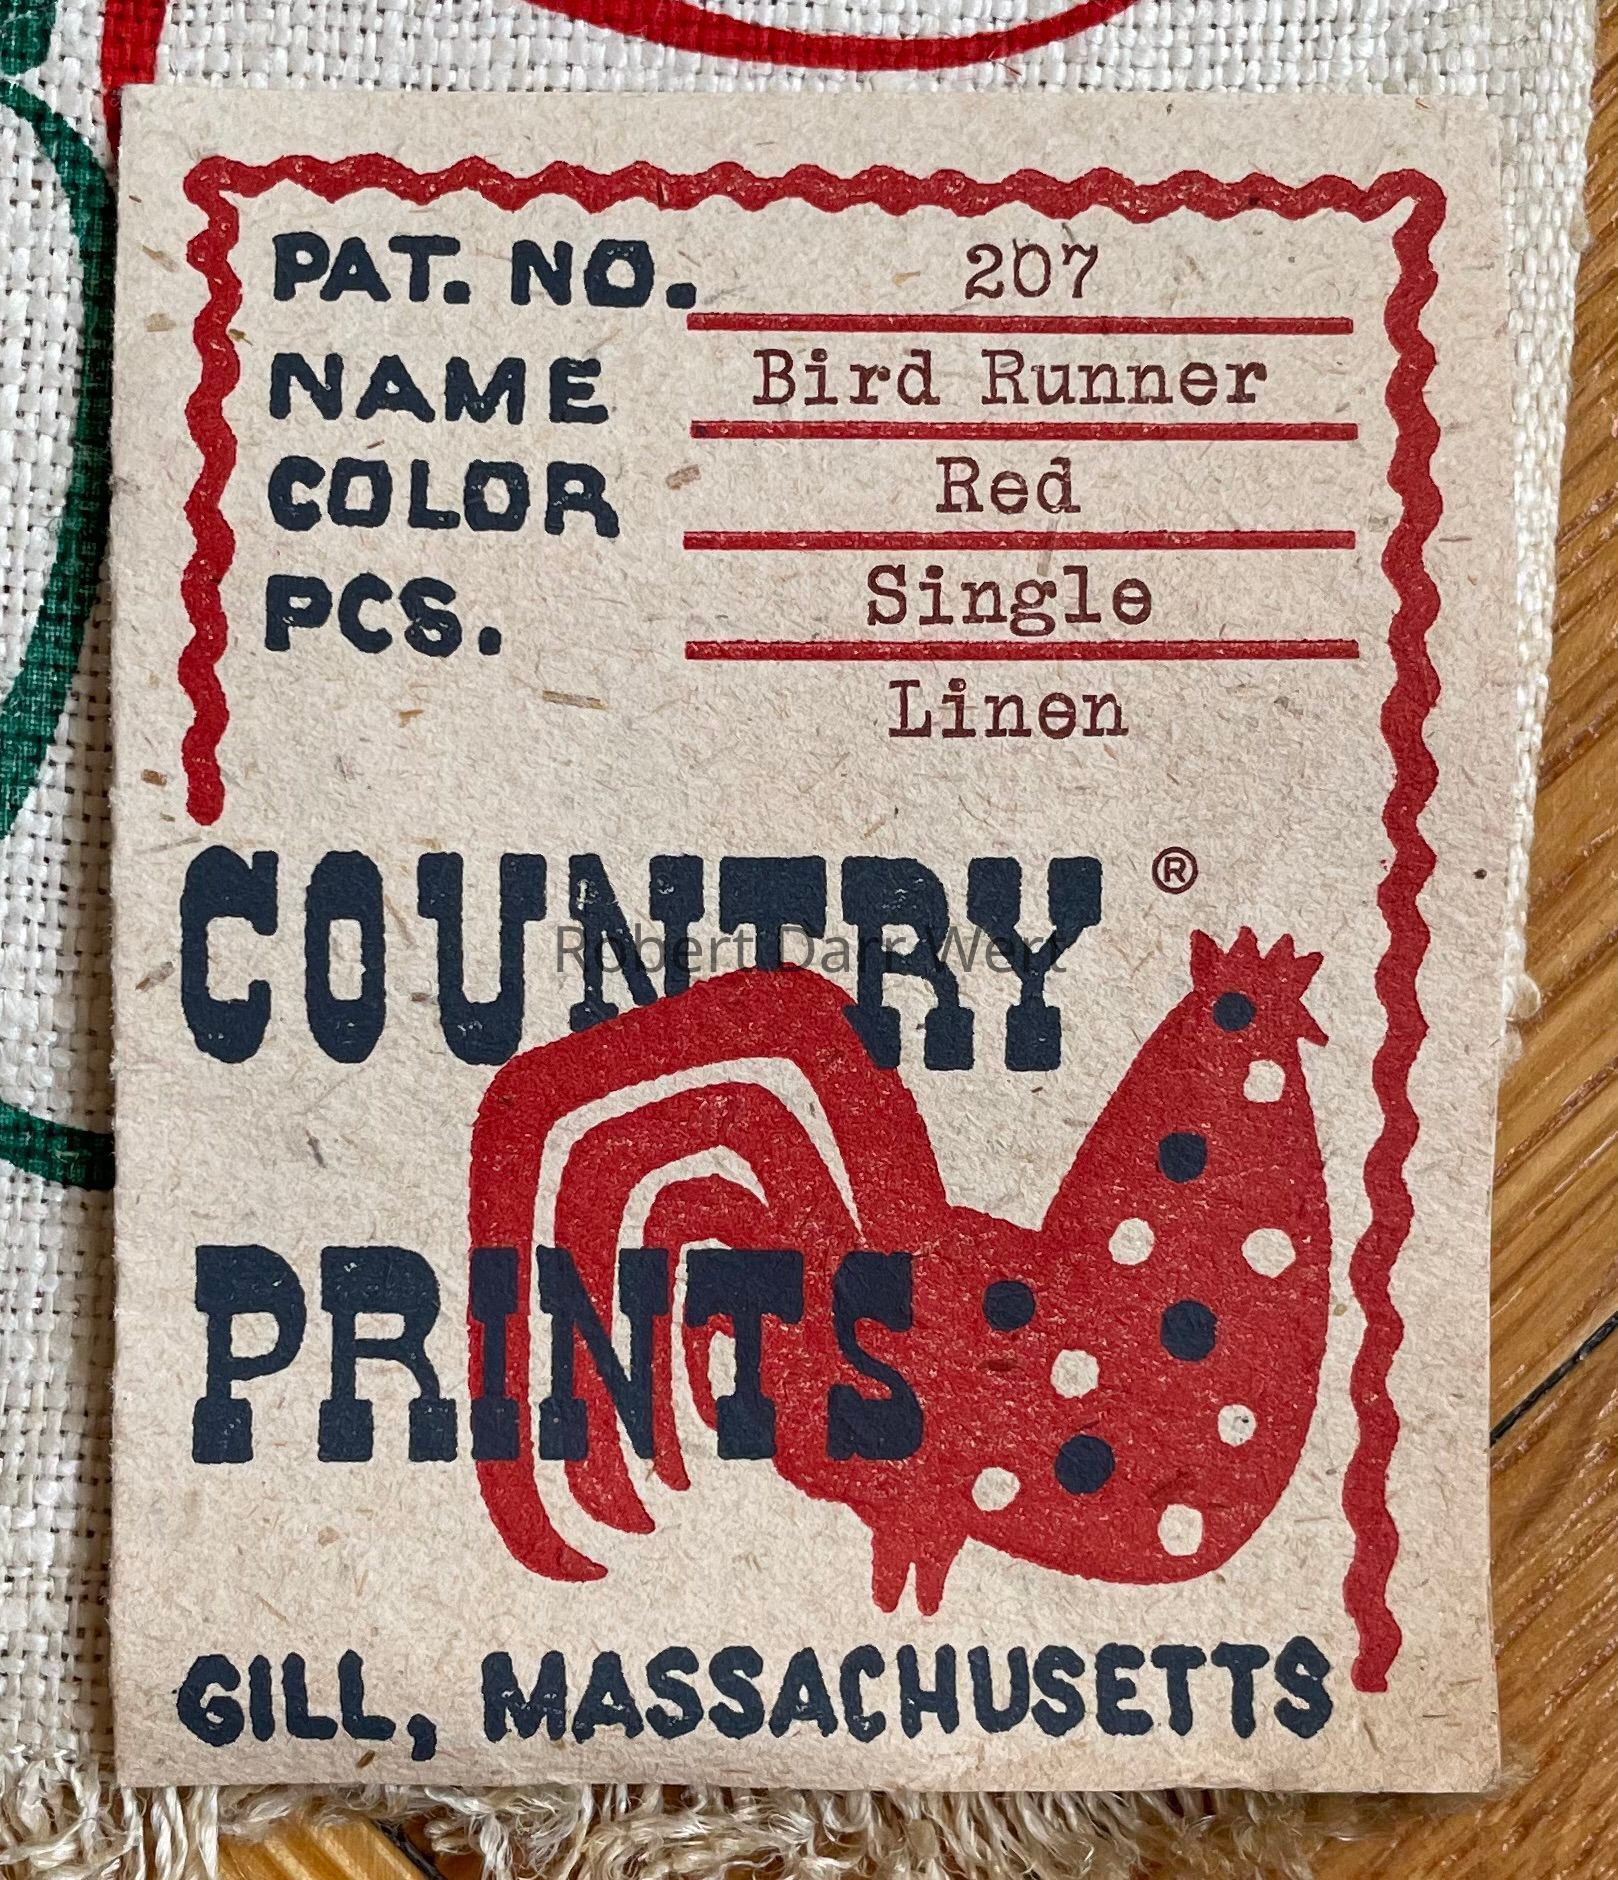 PAT. NO. 207
NAME Bird Runner
COLOR Red
PCS. Single
Linen
COUNTRY ®
Robert Darr Wert
PRINTS
GILL, MASSACHUSETTS